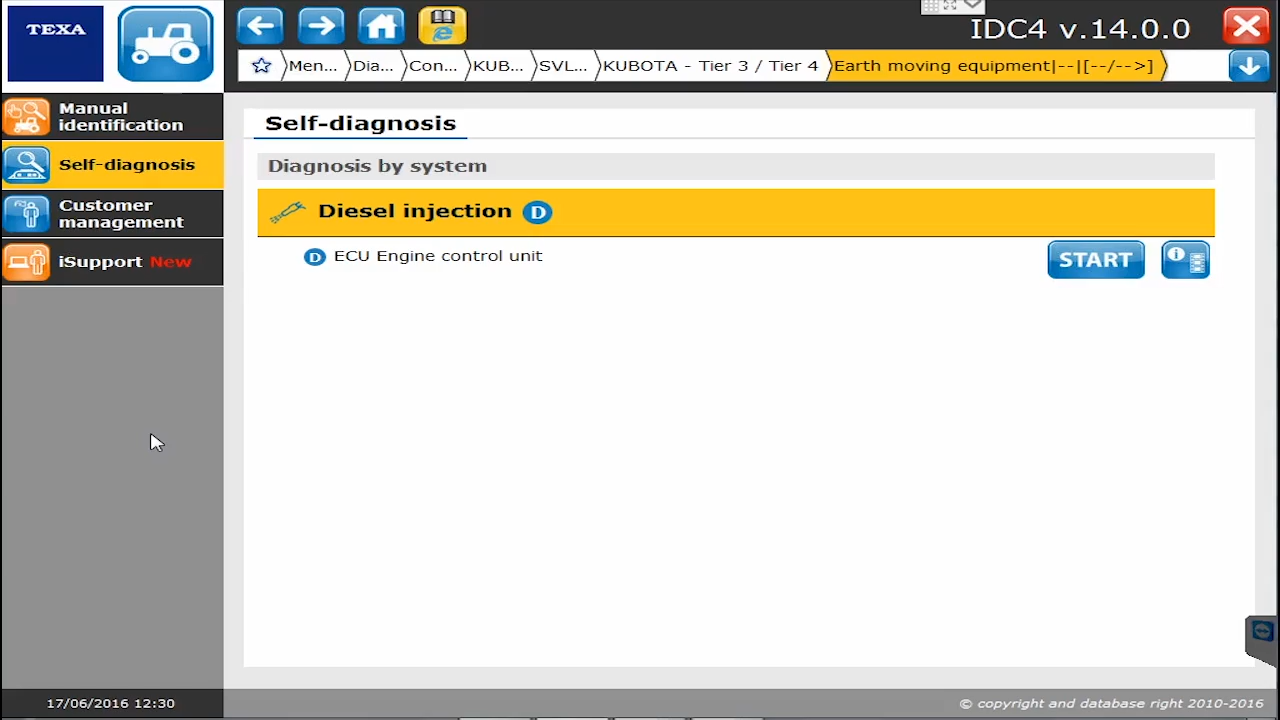 TEXA
IDC4 v.14.0.0
Men...
Dia...
Con...
KUB...
SVL...
KUBOTA - Tier 3 / Tier 4
Earth moving equipment|--|[--/-->]
Manual
identification
Self-diagnosis
Customer
management
iSupport New
Self-diagnosis
Diagnosis by system
Diesel injection D
D ECU Engine control unit
START
17/06/2016 12:30
© copyright and database right 2010-2016